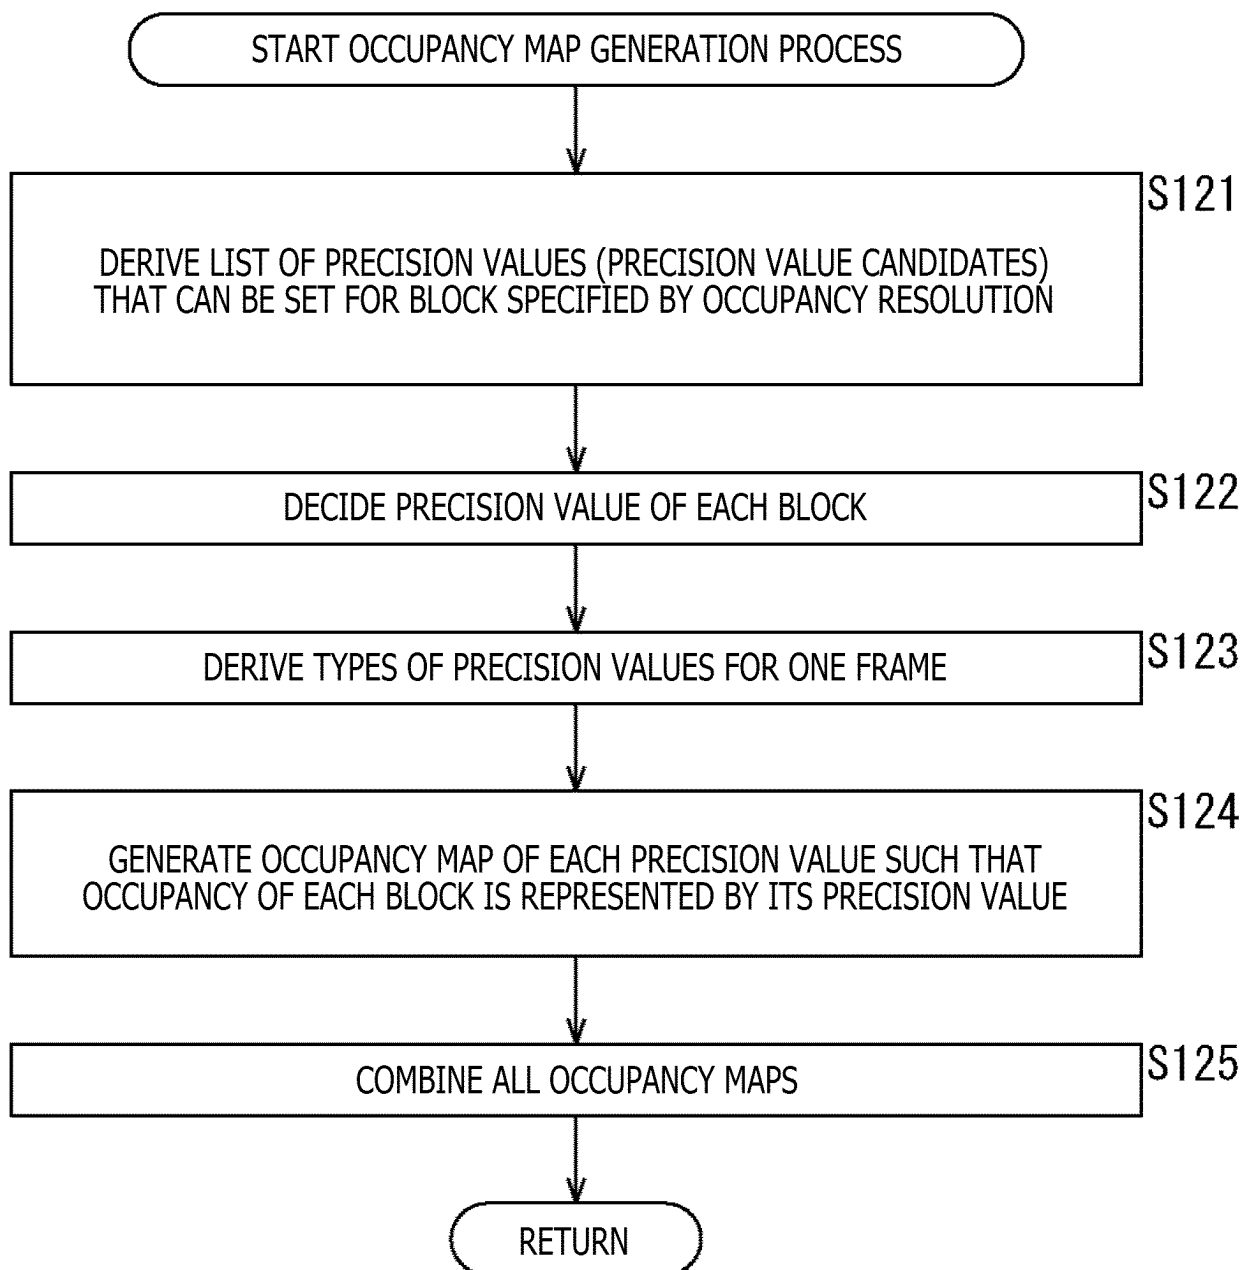 START OCCUPANCY MAP GENERATION PROCESS
S121
DERIVE LIST OF PRECISION VALUES (PRECISION VALUE CANDIDATES)
THAT CAN BE SET FOR BLOCK SPECIFIED BY OCCUPANCY RESOLUTION
S122
DECIDE PRECISION VALUE OF EACH BLOCK
S123
DERIVE TYPES OF PRECISION VALUES FOR ONE FRAME
S124
GENERATE OCCUPANCY MAP OF EACH PRECISION VALUE SUCH THAT
OCCUPANCY OF EACH BLOCK IS REPRESENTED BY ITS PRECISION VALUE
S125
COMBINE ALL OCCUPANCY MAPS
RETURN